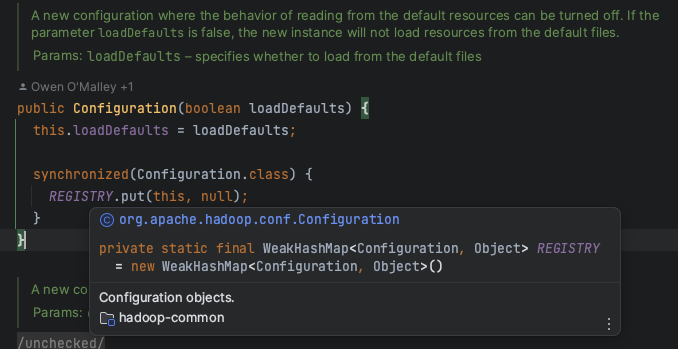 A new configuration where the behavior of reading from the default resources can be turned off. If the
parameter loadDefaults is false, the new instance will not load resources from the default files.
Params: loadDefaults – specifies whether to load from the default files
Owen O'Malley +1
public Configuration(boolean loadDefaults) {
this.loadDefaults = loadDefaults;
synchronized(Configuration.class) {
REGISTRY.put(this, null);
}
}
© org.apache.hadoop.conf.Configuration
private static final WeakHashMap<Configuration, Object> REGISTRY
= new WeakHashMap<Configuration, Object>()
Configuration objects.
hadoop-common
A new co
Params:
/unchecked/